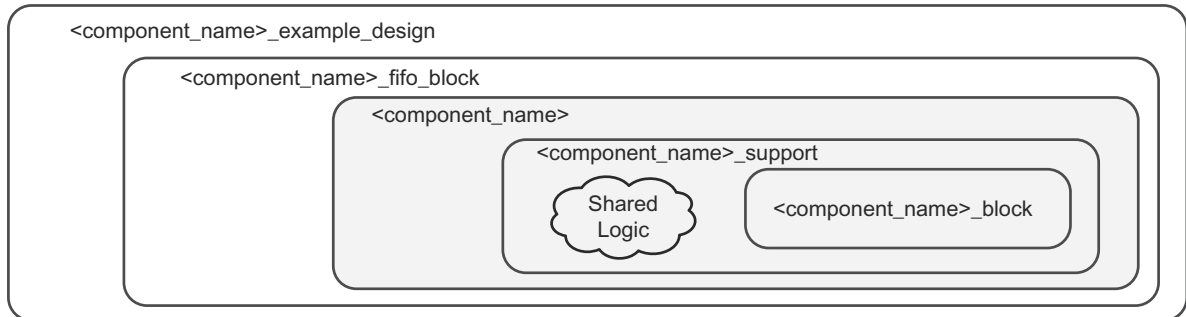 <component_name>_example_design
<component_name>_fifo_block
<component_name>
<component_name>_support
Shared
Logic
<component_name>_block